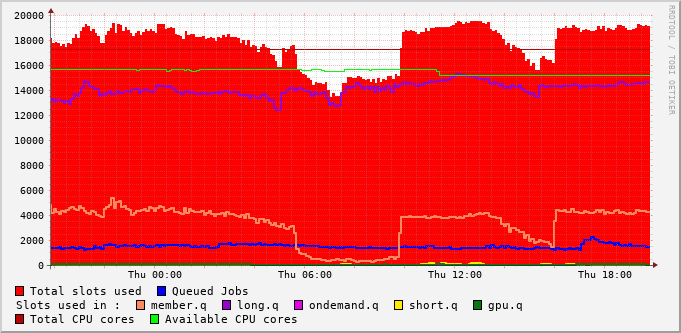 20000
18000
16000
14000
12000
10000
8000
6000
4000
2000
0
Thu 00:00 Thu 06:00 Thu 12:00 Thu 18:00
RRDTOOL / TOBI OETIKER
Total slots used Queued Jobs
Slots used in : member.q long.q ondemand.q short.q gpu.q
Total CPU cores Available CPU cores